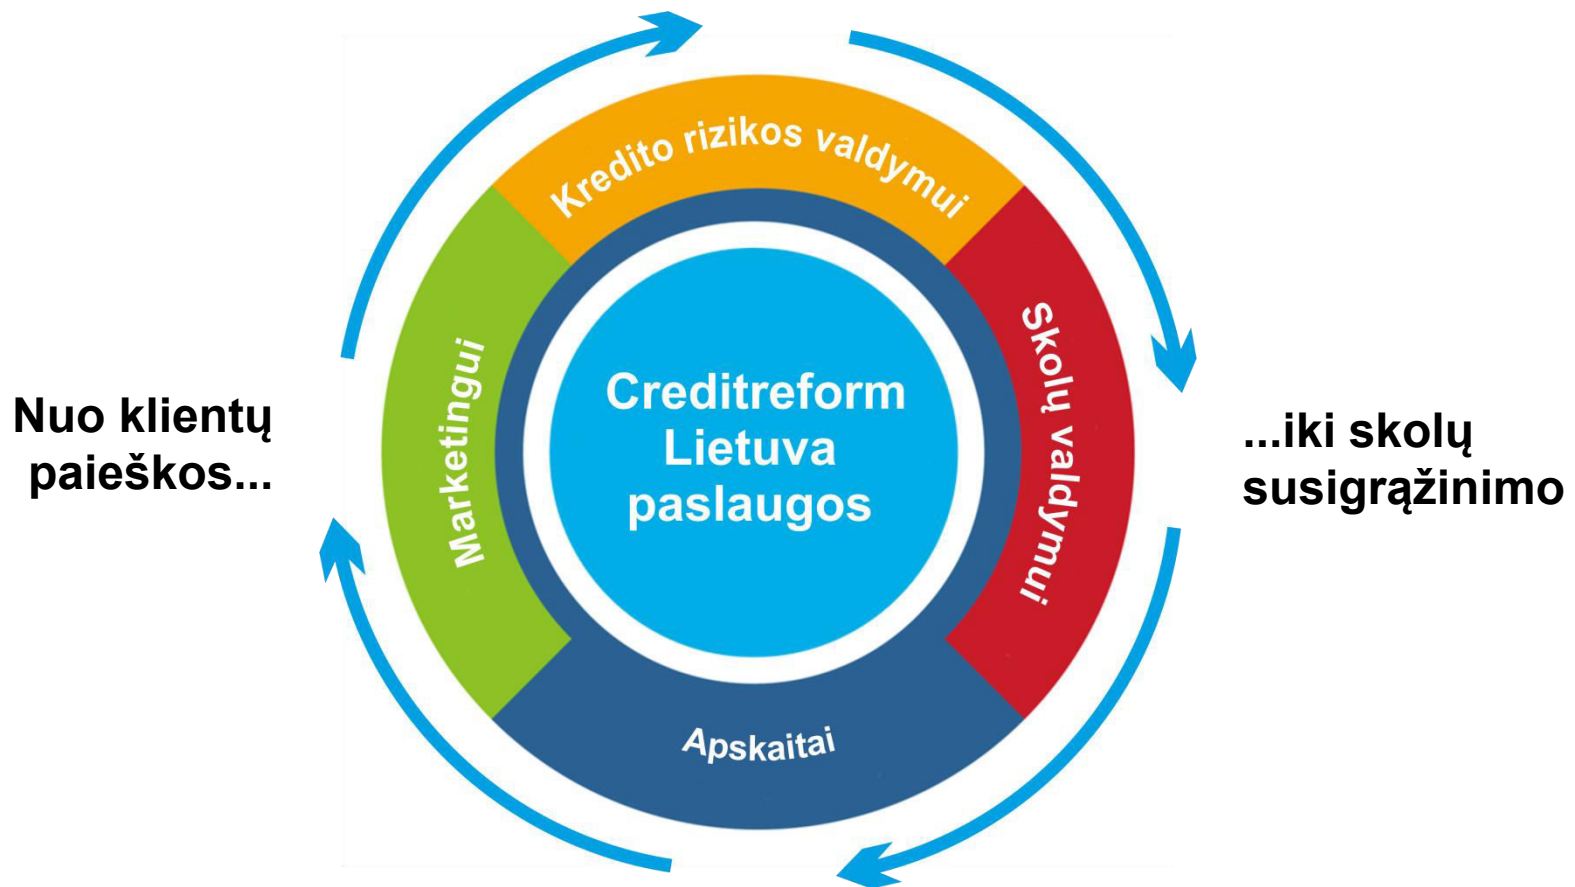 Kredito rizikos valdymui
Skolų valdymui
Apskaitai
Marketingui
Creditreform
Lietuva
paslaugos
Nuo klientų
paieškos...
...iki skolų
susigrąžinimo